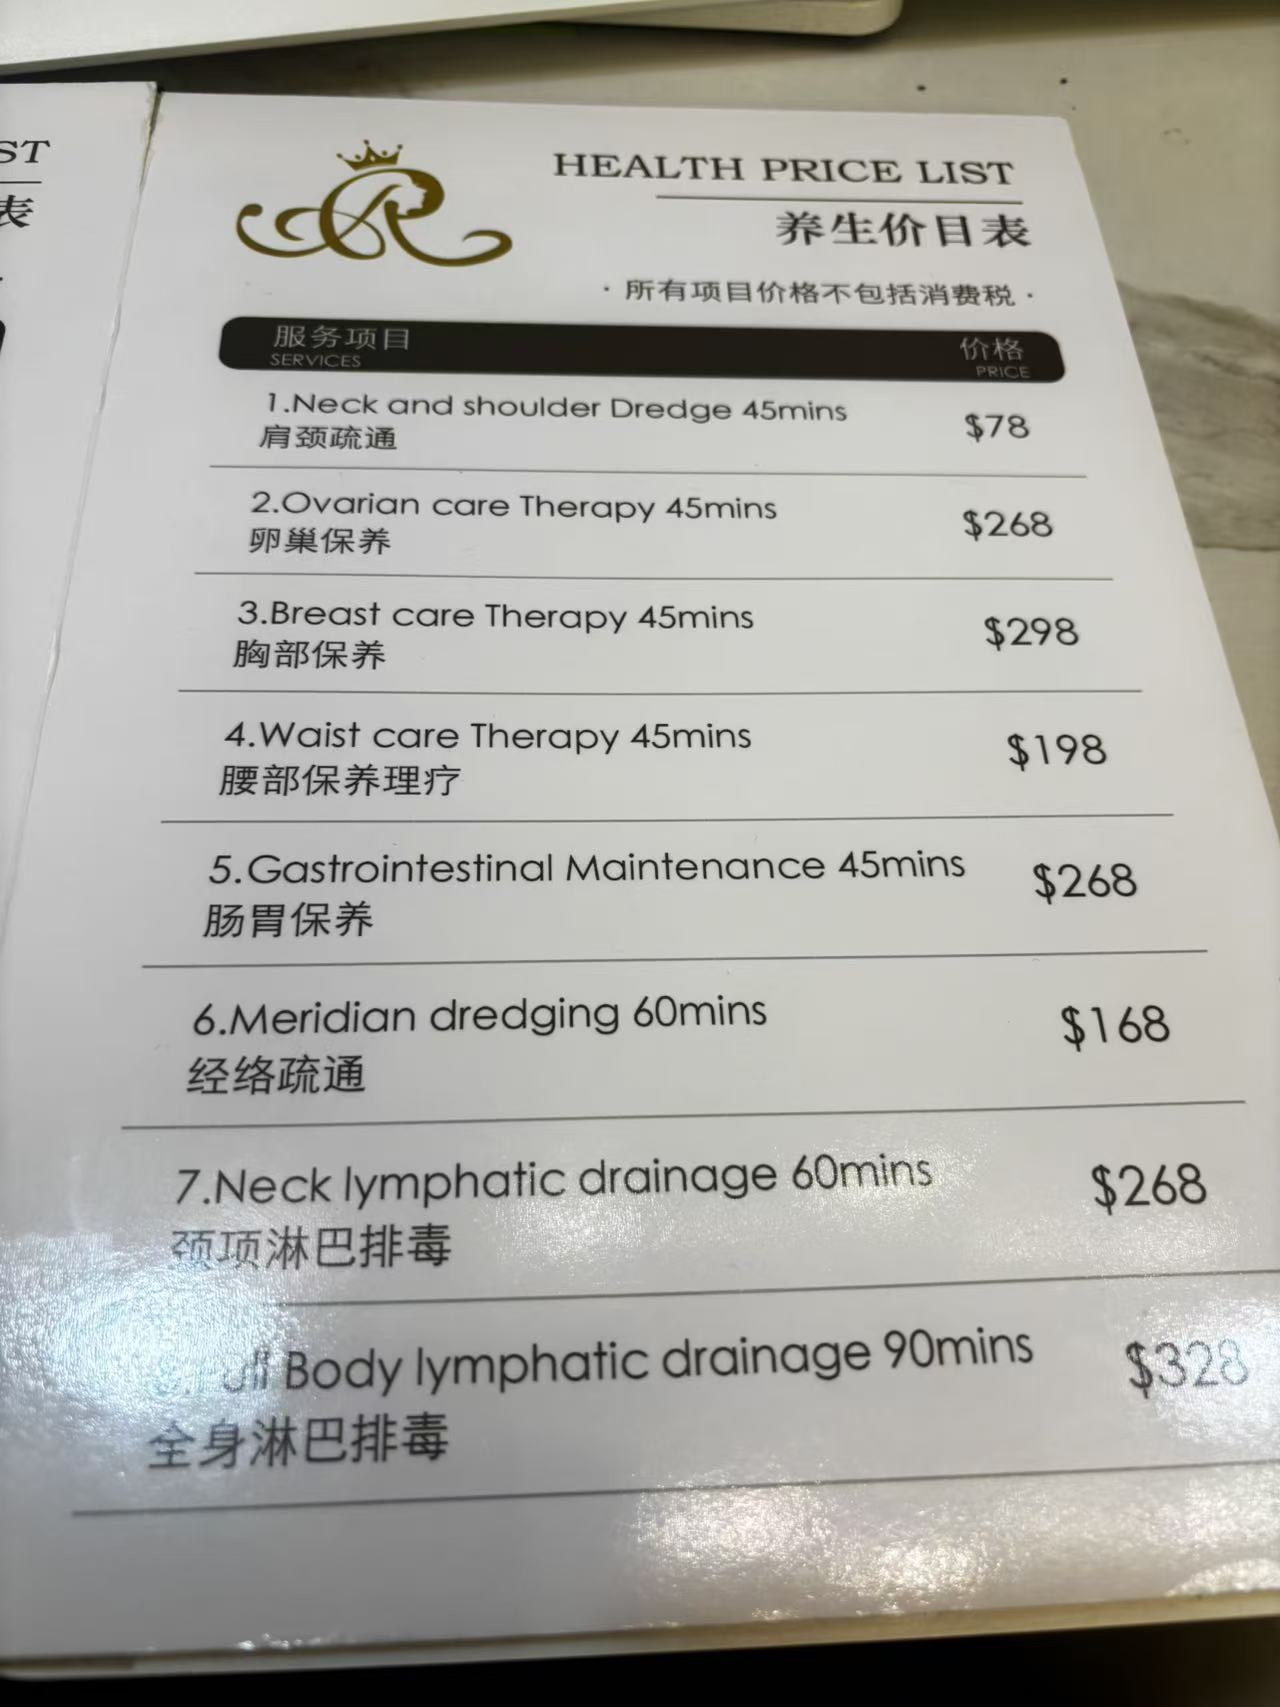 ST
表
HEALTH PRICE LIST
养生价目表
·所有项目价格不包括消费税·
服务项目 价格
SERVICES PRICE
1.Neck and shoulder Dredge 45mins $78
肩颈疏通
2.Ovarian care Therapy 45mins $268
卵巢保养
3.Breast care Therapy 45mins $298
胸部保养
4.Waist care Therapy 45mins $198
腰部保养理疗
5.Gastrointestinal Maintenance 45mins $268
肠胃保养
6.Meridian dredging 60mins $168
经络疏通
7.Neck lymphatic drainage 60mins $268
颈项淋巴排毒
Body lymphatic drainage 90mins $328
全身淋巴排毒